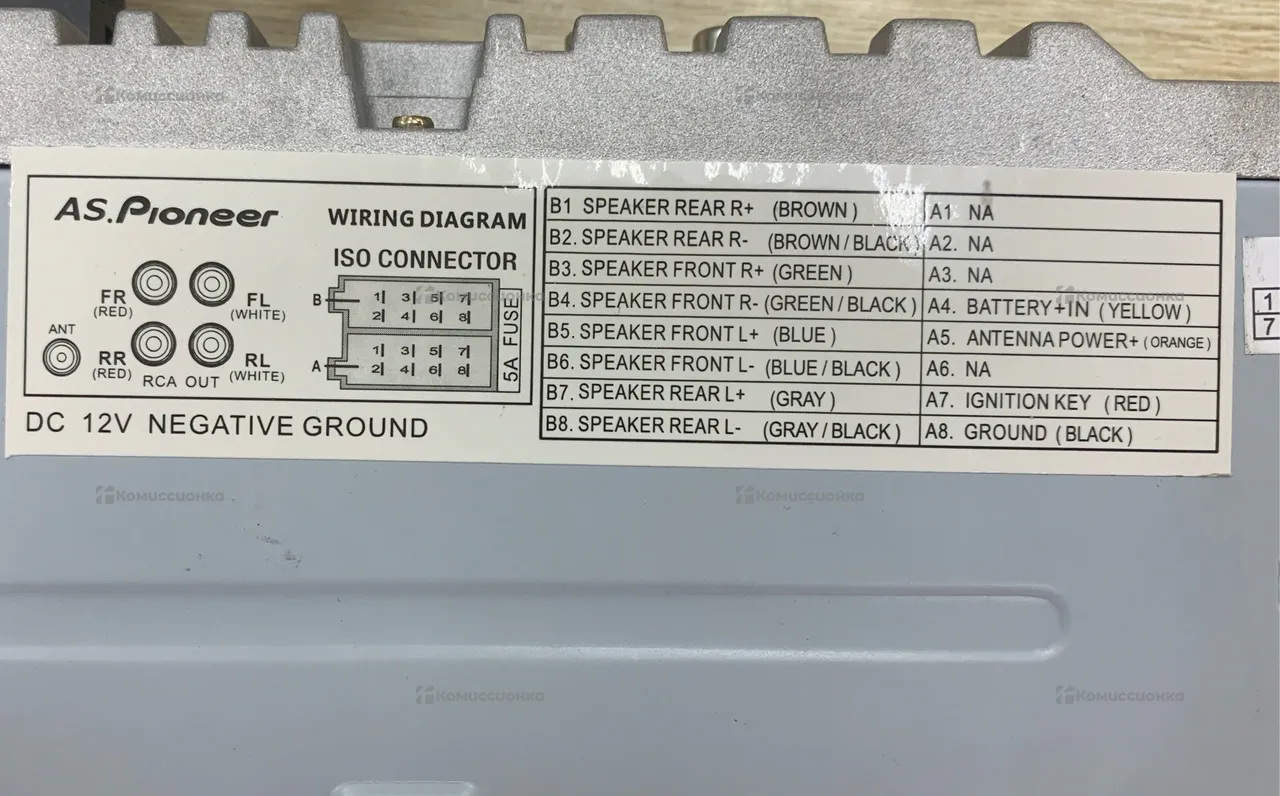 AS.Pioneer
WIRING DIAGRAM
ISO CONNECTOR
FR
(RED)
FL
(WHITE)
ANT
RR
(RED)
RL
(WHITE)
RCA OUT
B
1 3 5 7
2 4 6 8
A
1 3 5 7
2 4 6 8
5A FUSE
DC 12V NEGATIVE GROUND
B1 SPEAKER REAR R+ (BROWN)
B2. SPEAKER REAR R- (BROWN/BLACK)
B3. SPEAKER FRONT R+ (GREEN)
B4. SPEAKER FRONT R- (GREEN/BLACK)
B5. SPEAKER FRONT L+ (BLUE)
B6. SPEAKER FRONT L- (BLUE/BLACK)
B7. SPEAKER REAR L+ (GRAY)
B8. SPEAKER REAR L- (GRAY/BLACK)
A1 NA
A2. NA
A3. NA
A4. BATTERY+IN (YELLOW)
A5. ANTENNA POWER+ (ORANGE)
A6. NA
A7. IGNITION KEY (RED)
A8. GROUND (BLACK)
1
7
Комиссионка
Комиссионка
Комиссионка
Комиссионка
Комиссионка
Комиссионка
Комиссионка
Комиссионка